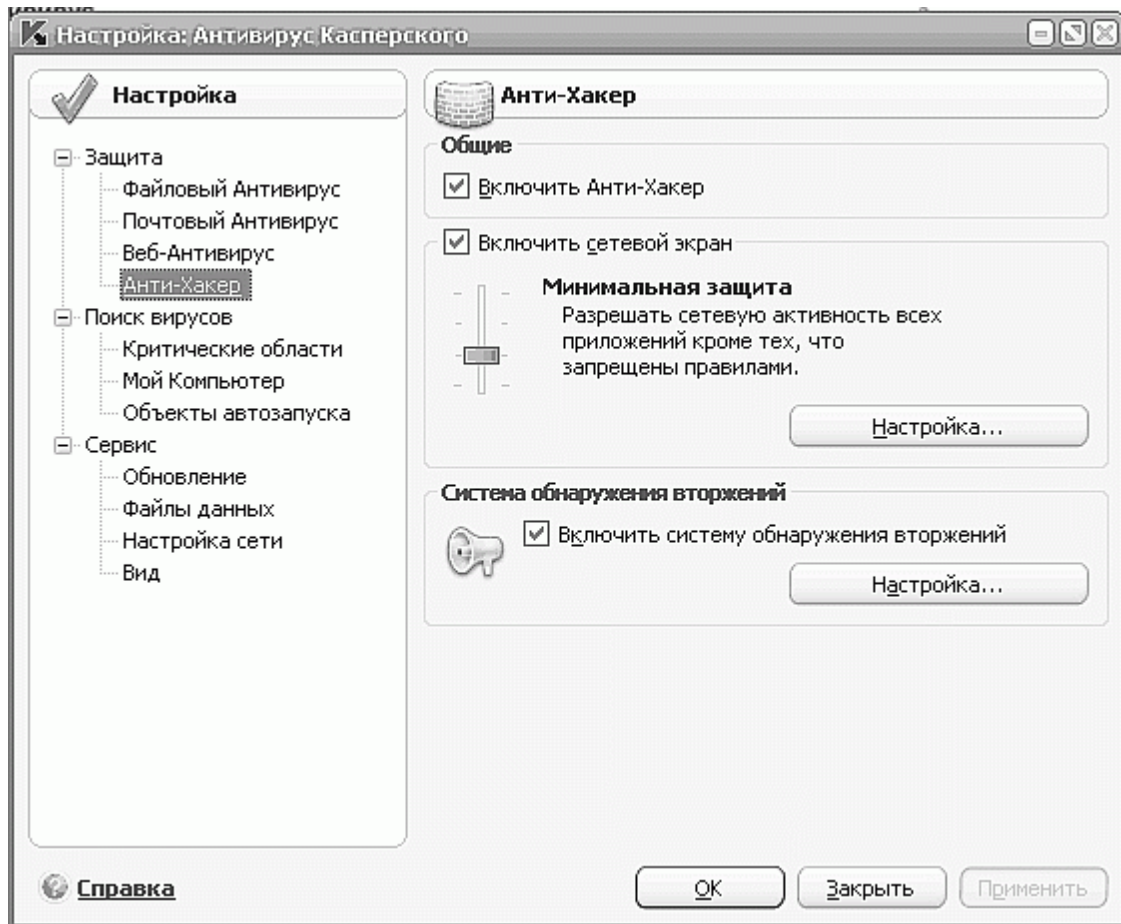 Настройка: Антивирус Касперского
Настройка
Защита
Файловый Антивирус
Почтовый Антивирус
Веб-Антивирус
Анти-Хакер
Поиск вирусов
Критические области
Мой Компьютер
Объекты автозапуска
Сервис
Обновление
Файлы данных
Настройка сети
Вид
Анти-Хакер
Общие
Включить Анти-Хакер
Включить сетевой экран
Минимальная защита
Разрешать сетевую активность всех
приложений кроме тех, что
запрещены правилами.
Настройка...
Система обнаружения вторжений
Включить систему обнаружения вторжений
Настройка...
Справка
OK
Закрыть
Применить